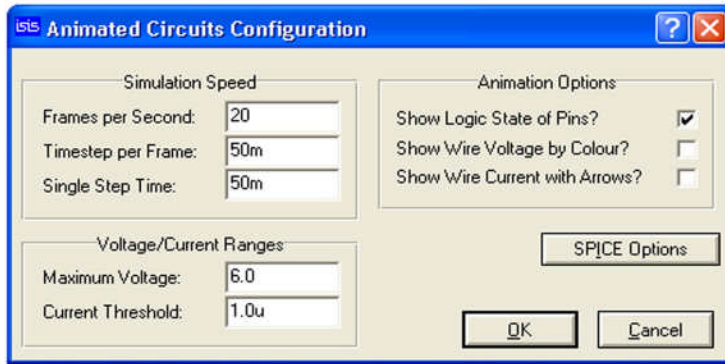 isis Animated Circuits Configuration
Simulation Speed
Frames per Second: 20
Timestep per Frame: 50m
Single Step Time: 50m
Voltage/Current Ranges
Maximum Voltage: 6.0
Current Threshold: 1.0u
Animation Options
Show Logic State of Pins?
Show Wire Voltage by Colour?
Show Wire Current with Arrows?
SPICE Options
OK
Cancel